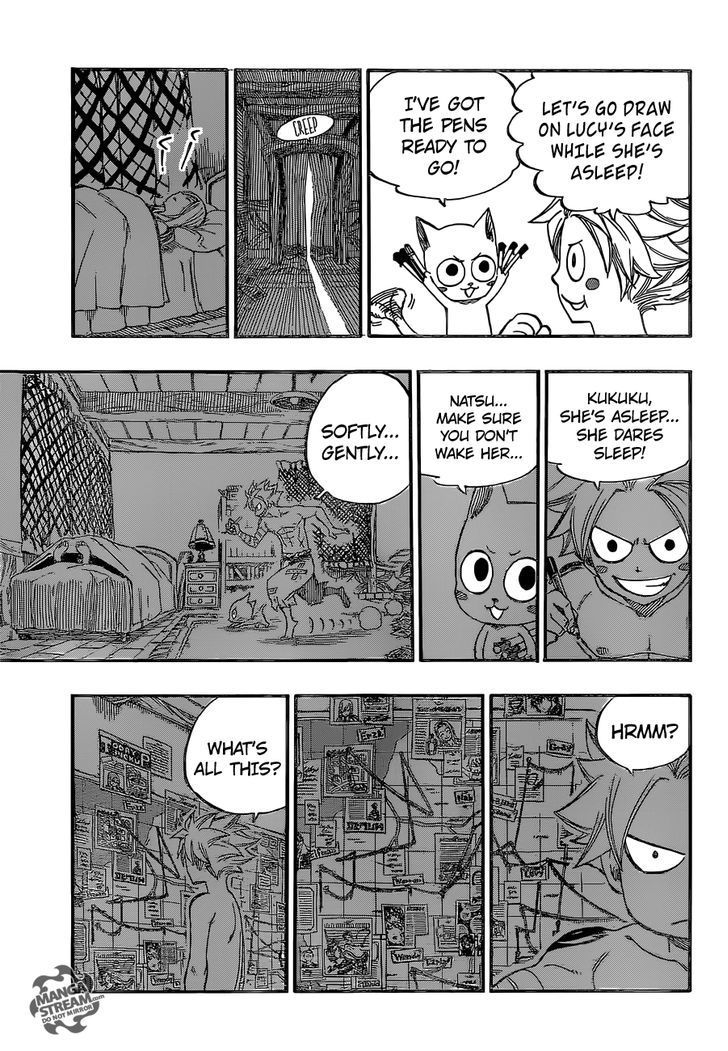 LET'S GO DRAW
ON LUCY'S FACE
WHILE SHE'S
ASLEEP!
I'VE GOT
THE PENS
READY TO
GO!
CREEP
KUKUKU,
SHE'S ASLEEP...
SHE DARES
SLEEP!
NATSU...
MAKE SURE
YOU DON'T
WAKE HER...
SOFTLY...
GENTLY...
HRMM?
WHAT'S
ALL THIS?
MANGA
STREAM.com
DO NOT MIRROR